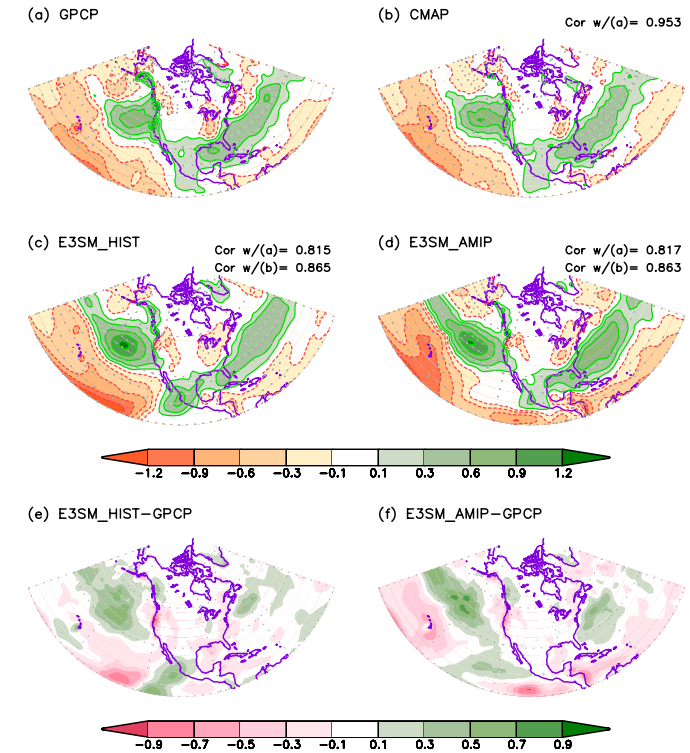 (a) GPCP
(b) CMAP
Cor w/(a)= 0.953
(c) E3SM_HIST
Cor w/(a)= 0.815
Cor w/(b)= 0.865
(d) E3SM_AMIP
Cor w/(a)= 0.817
Cor w/(b)= 0.863
-1.2 -0.9 -0.6 -0.3 -0.1 0.1 0.3 0.6 0.9 1.2
(e) E3SM_HIST-GPCP
(f) E3SM_AMIP-GPCP
-0.9 -0.7 -0.5 -0.3 -0.1 0.1 0.3 0.5 0.7 0.9